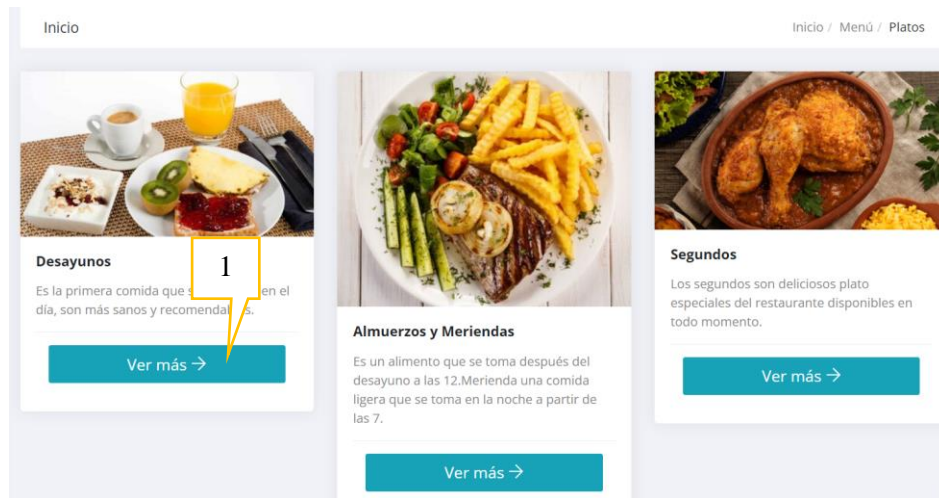 Inicio
Inicio / Menú / Platos
Desayunos
1
Es la primera comida que s en el
día, son más sanos y recomendab s.
Ver más →
Almuerzos y Meriendas
Es un alimento que se toma después del
desayuno a las 12.Merienda una comida
ligera que se toma en la noche a partir de
las 7.
Ver más →
Segundos
Los segundos son deliciosos plato
especiales del restaurante disponibles en
todo momento.
Ver más →